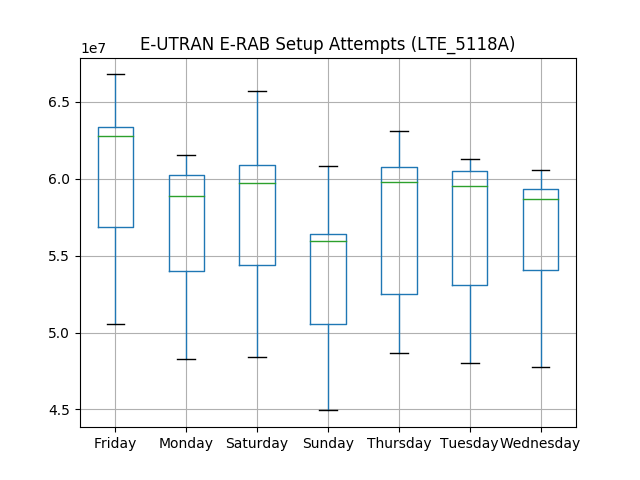 E-UTRAN E-RAB Setup Attempts (LTE_5118A)
1e7
6.5
6.0
5.5
5.0
4.5
Friday Monday Saturday Sunday Thursday Tuesday Wednesday